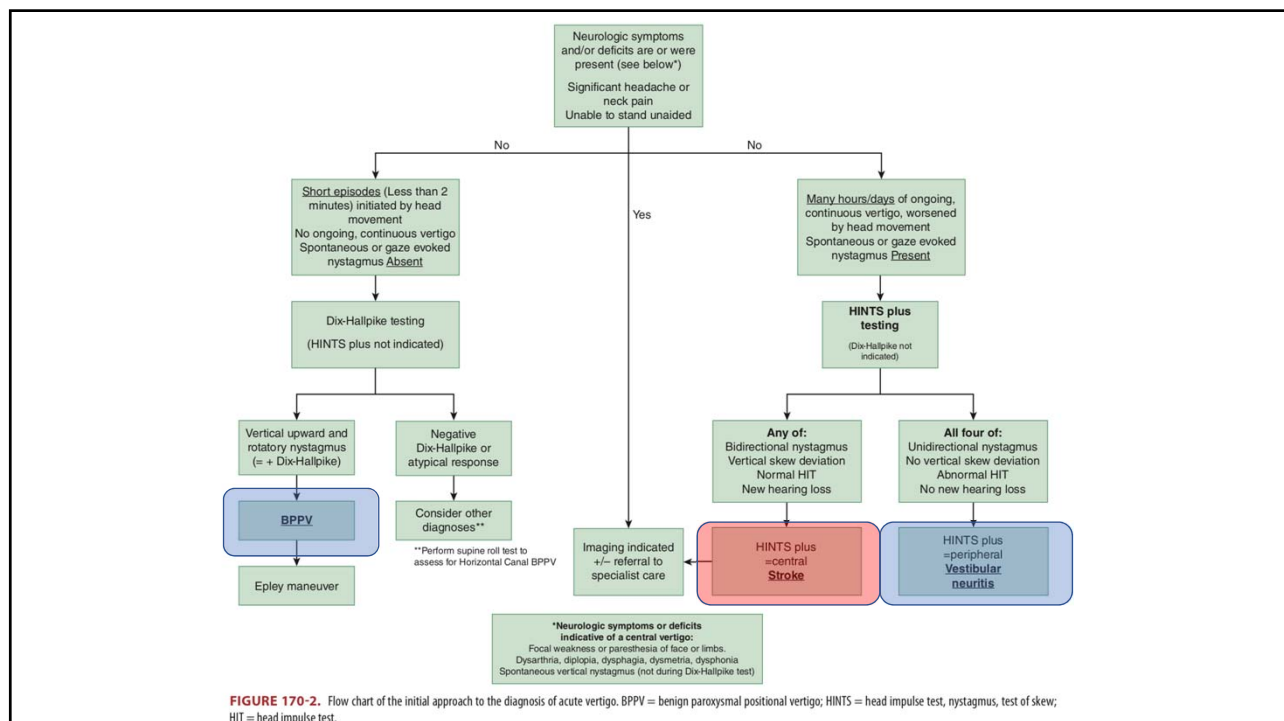 Neurologic symptoms
and/or deficits are or were
present (see below*)
Significant headache or
neck pain
Unable to stand unaided
No
No
Yes
Short episodes (Less than 2
minutes) initiated by head
movement
No ongoing, continuous vertigo
Spontaneous or gaze evoked
nystagmus Absent
Many hours/days of ongoing,
continuous vertigo, worsened
by head movement
Spontaneous or gaze evoked
nystagmus Present
Dix-Hallpike testing
(HINTS plus not indicated)
HINTS plus
testing
(Dix-Hallpike not
indicated)
Vertical upward and
rotatory nystagmus
(= + Dix-Hallpike)
Negative
Dix-Hallpike or
atypical response
Any of:
Bidirectional nystagmus
Vertical skew deviation
Normal HIT
New hearing loss
All four of:
Unidirectional nystagmus
No vertical skew deviation
Abnormal HIT
No new hearing loss
BPPV
Consider other
diagnoses**
**Perform supine roll test to
assess for Horizontal Canal BPPV
Epley maneuver
Imaging indicated
+/– referral to
specialist care
HINTS plus
=central
Stroke
HINTS plus
=peripheral
Vestibular
neuritis
*Neurologic symptoms or deficits
indicative of a central vertigo:
Focal weakness or paresthesia of face or limbs.
Dysarthria, diplopia, dysphagia, dysmetria, dysphonia
Spontaneous vertical nystagmus (not during Dix-Hallpike test)
FIGURE 170-2. Flow chart of the initial approach to the diagnosis of acute vertigo. BPPV = benign paroxysmal positional vertigo; HINTS = head impulse test, nystagmus, test of skew;
HIT = head impulse test.